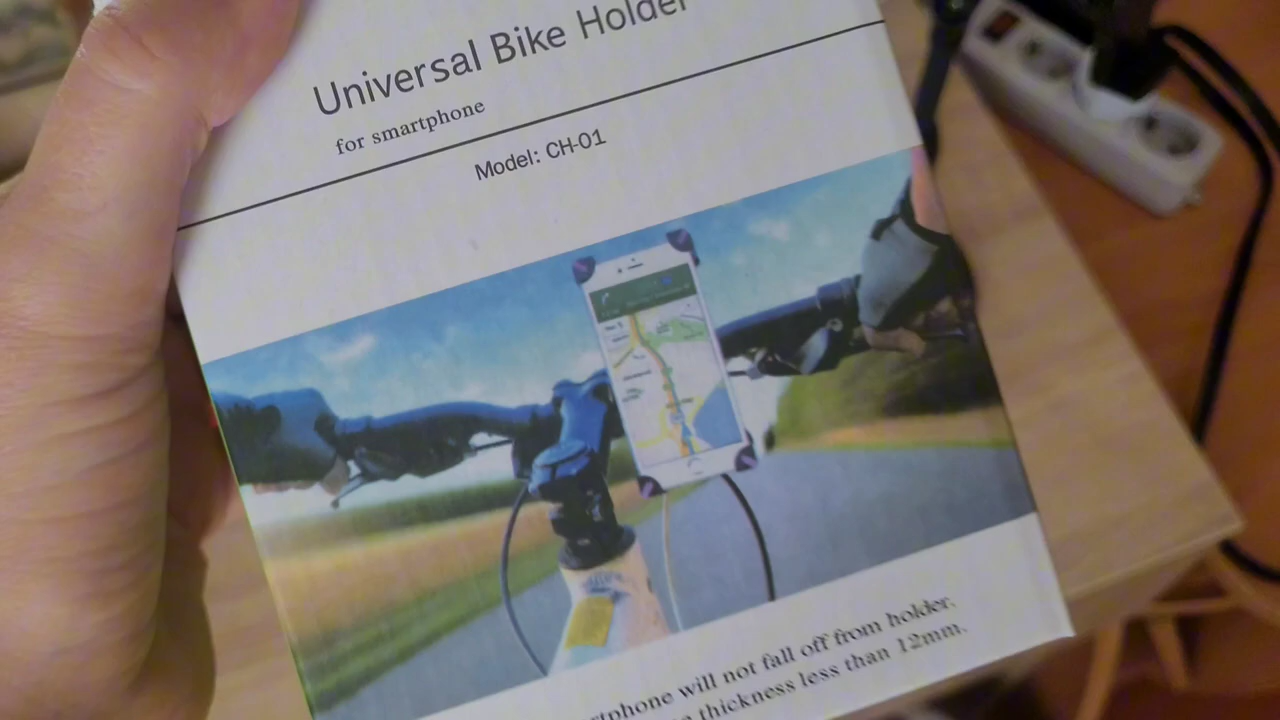 Universal Bike Holder
for smartphone
Model: CH-01
rtphone will not fall off from holder.
thickness less than 12mm.